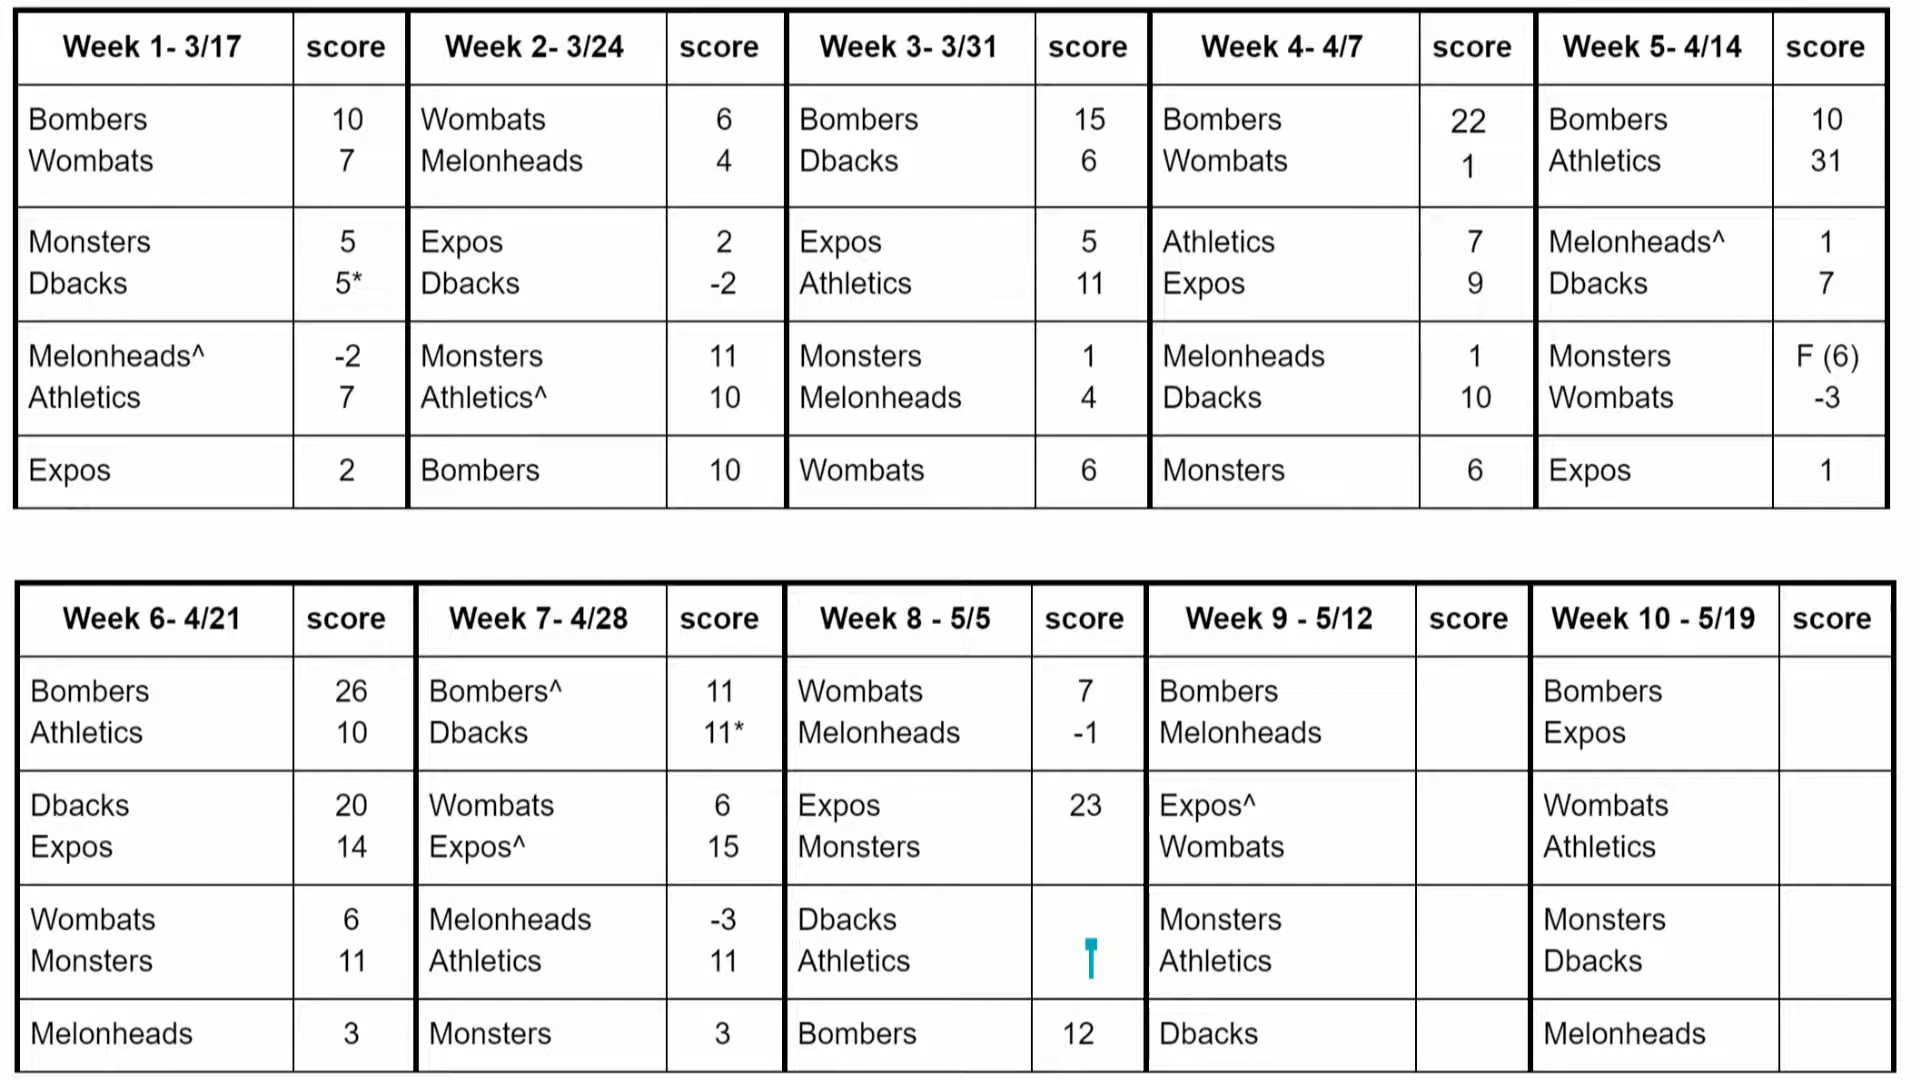 Week 1- 3/17 score Week 2- 3/24 score Week 3- 3/31 score Week 4- 4/7 score Week 5- 4/14 score
Bombers 10 Wombats 6 Bombers 15 Bombers 22 Bombers 10
Wombats 7 Melonheads 4 Dbacks 6 Wombats 1 Athletics 31
Monsters 5 Expos 2 Expos 5 Athletics 7 Melonheads^ 1
Dbacks 5* Dbacks -2 Athletics 11 Expos 9 Dbacks 7
Melonheads^ -2 Monsters 11 Monsters 1 Melonheads 1 Monsters F (6)
Athletics 7 Athletics^ 10 Melonheads 4 Dbacks 10 Wombats -3
Expos 2 Bombers 10 Wombats 6 Monsters 6 Expos 1
Week 6- 4/21 score Week 7- 4/28 score Week 8 - 5/5 score Week 9 - 5/12 score Week 10 - 5/19 score
Bombers 26 Bombers^ 11 Wombats 7 Bombers Bombers
Athletics 10 Dbacks 11* Melonheads -1 Melonheads Expos
Dbacks 20 Wombats 6 Expos 23 Expos^ Wombats
Expos 14 Expos^ 15 Monsters Wombats Athletics
Wombats 6 Melonheads -3 Dbacks Monsters Monsters
Monsters 11 Athletics 11 Athletics Athletics Dbacks
Melonheads 3 Monsters 3 Bombers 12 Dbacks Melonheads